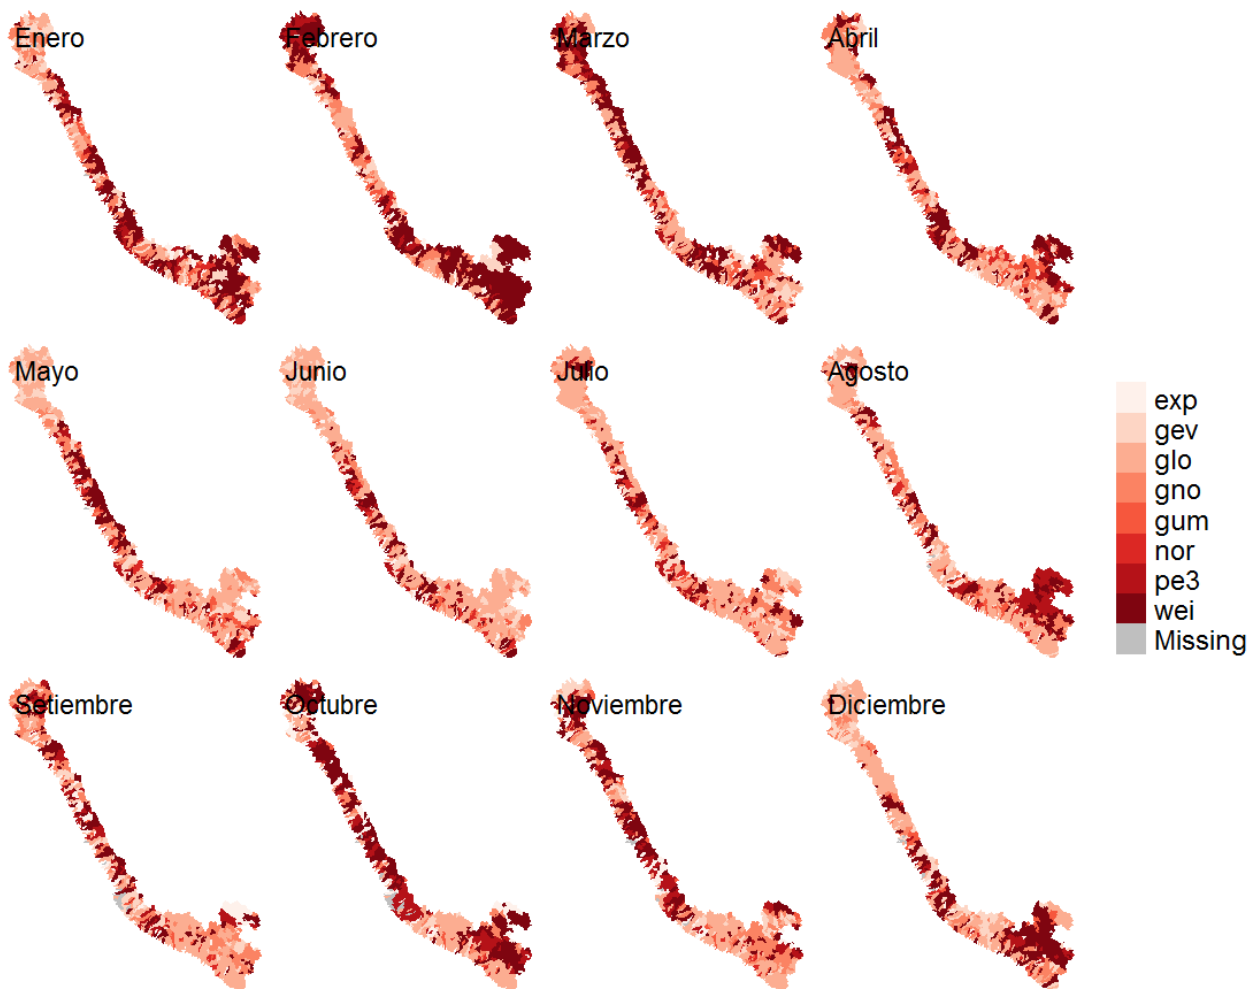 Enero
Febrero
Marzo
Abril
Mayo
Junio
Julio
Agosto
Setiembre
Octubre
Noviembre
Diciembre
exp
gev
glo
gno
gum
nor
pe3
wei
Missing